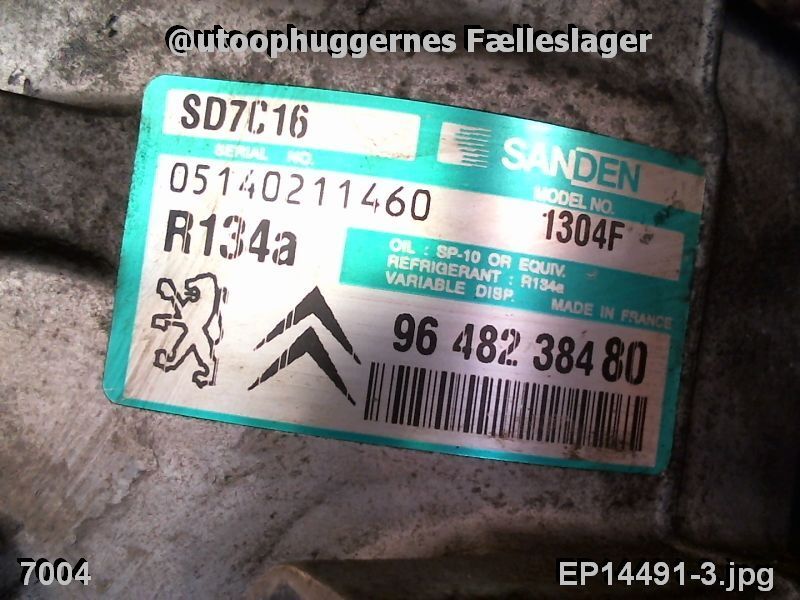 @utoophuggernes Fælleslager
SD7C16
SANDEN
SERIAL NO.
MODEL NO.
05140211460
1304F
R134a
OIL : SP-10 OR EQUIV.
REFRIGERANT : R134a
VARIABLE DISP.
MADE IN FRANCE
96 482 384 80
7004
EP14491-3.jpg